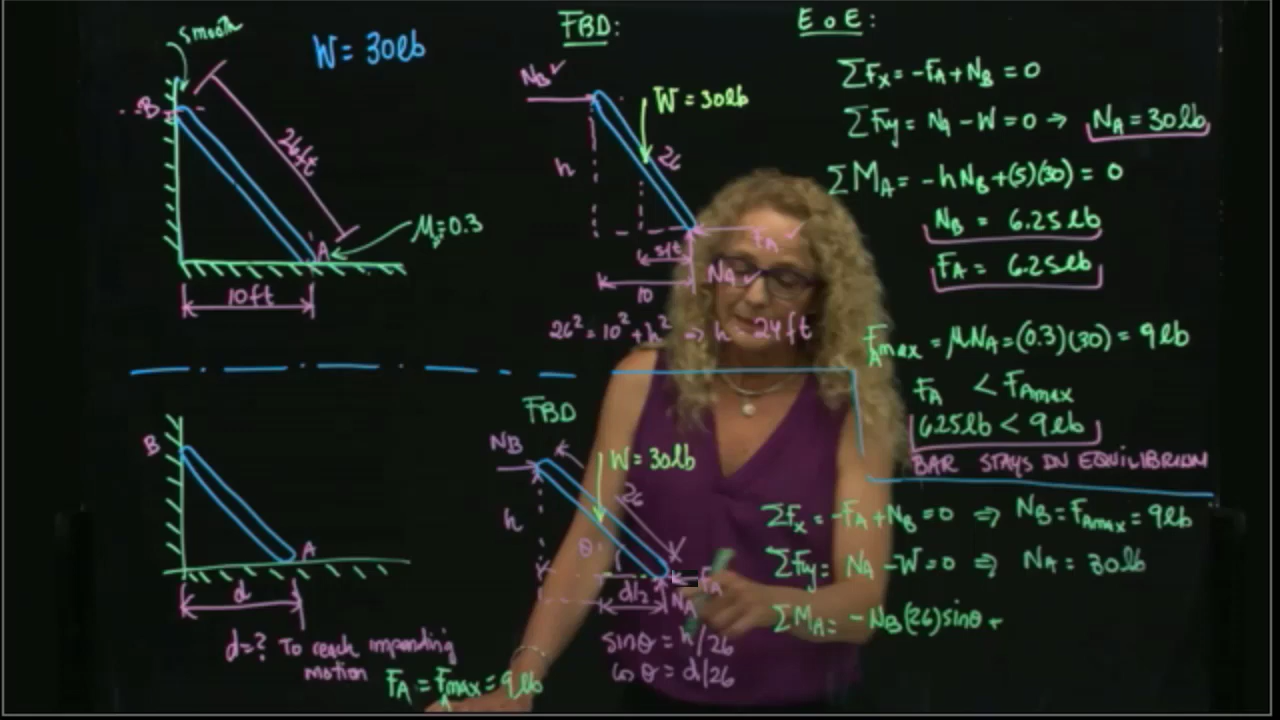 Smooth
W = 30lb
B
26ft
μs=0.3
A
10ft
FBD:
NB ✓
W = 30lb
h
26
5ft
FA ✓
10
NA ✓
26² = 10² + h² ⇒ h = 24ft
E o E:
ΣFx = -FA + NB = 0
ΣFy = NA - W = 0 ⇒ NA = 30lb
ΣMA = -hNB + (5)(30) = 0
NB = 6.25 lb
FA = 6.25lb
FAmax = μNA = (0.3)(30) = 9lb
FA < FAmax
6.25lb < 9lb
BAR STAYS IN EQUILIBRIUM
B
A
d
d=? To reach impending
motion
FA = FAmax = 9lb
FBD
NB
W = 30lb
h
26
θ
d/2
FA
NA
sinθ = h/26
cosθ = d/26
ΣFx = -FA + NB = 0 ⇒ NB = FAmax = 9lb
ΣFy = NA - W = 0 ⇒ NA = 30lb
ΣMA = -NB(26)sinθ +